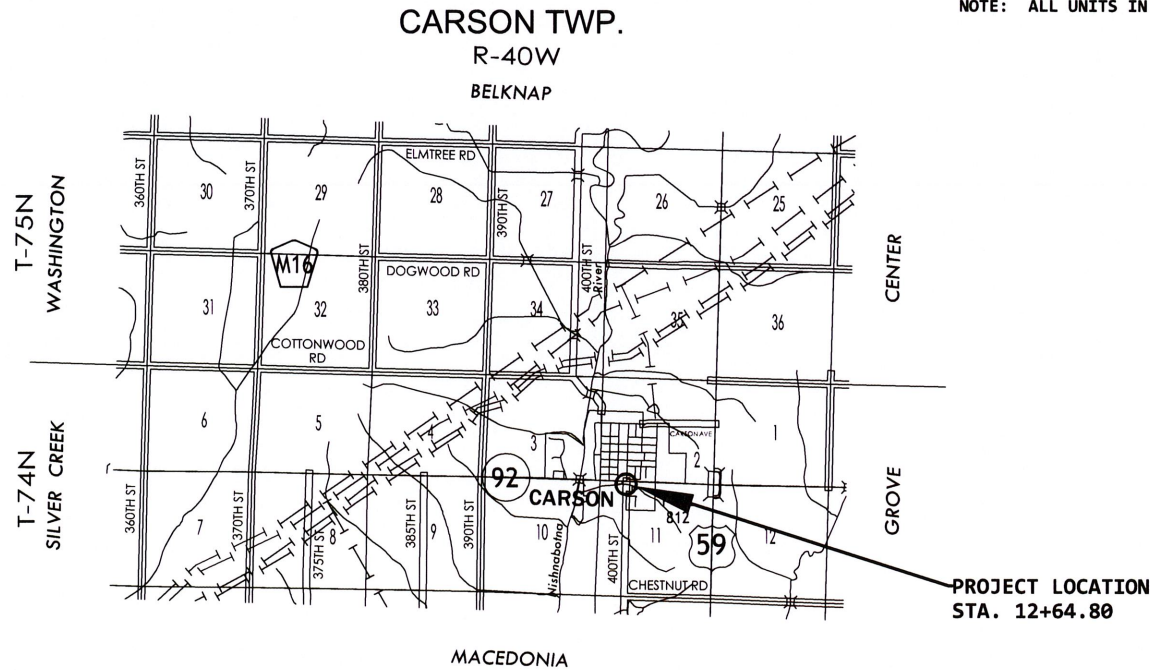 NOTE: ALL UNITS IN
CARSON TWP.
R-40W
BELKNAP
T-75N
WASHINGTON
T-74N
SILVER CREEK
CENTER
GROVE
MACEDONIA
ELMTREE RD
360TH ST
30
370TH ST
29
28
390TH ST
27
26
25
M16
380TH ST
DOGWOOD RD
400TH ST
River
31
32
33
34
35
36
COTTONWOOD
RD
6
5
4
3
CARSON AVE
2
1
92
CARSON
360TH ST
7
370TH ST
375TH ST
8
385TH ST
9
390TH ST
10
Nishnabotna
400TH ST
11
812
59
12
CHESTNUT RD
PROJECT LOCATION
STA. 12+64.80